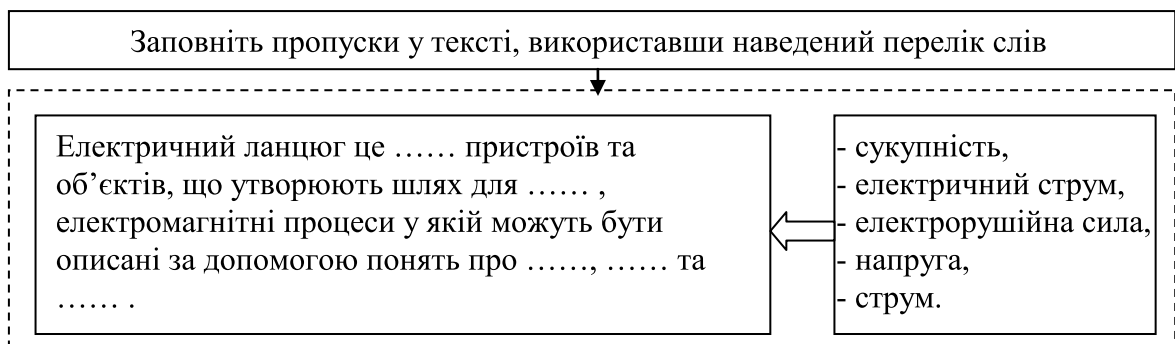 Заповніть пропуски у тексті, використавши наведений перелік слів
Електричний ланцюг це …… пристроїв та
об’єктів, що утворюють шлях для …… ,
електромагнітні процеси у якій можуть бути
описані за допомогою понять про ……, …… та
…… .
- сукупність,
- електричний струм,
- електрорушійна сила,
- напруга,
- струм.